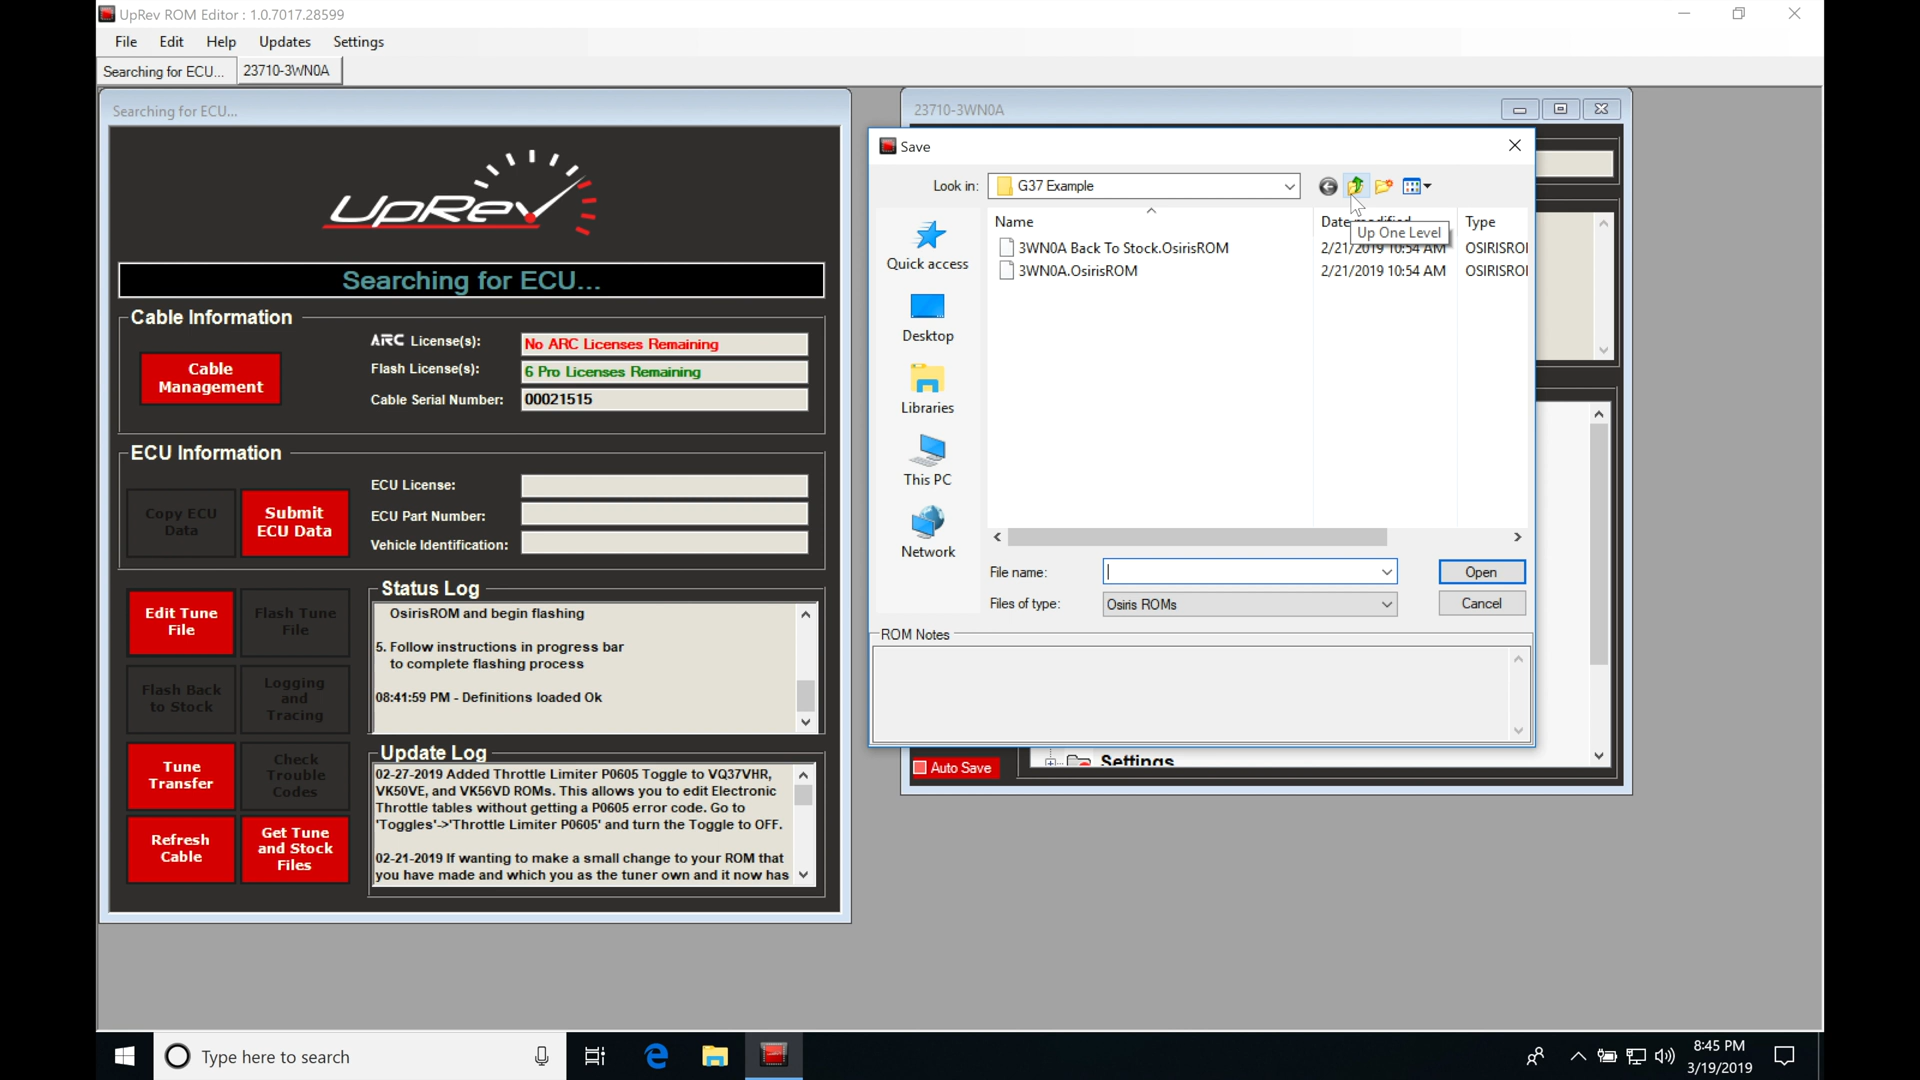 UpRev ROM Editor : 1.0.7017.28599
File Edit Help Updates Settings
Searching for ECU... 23710-3WN0A
Searching for ECU...
UpRev
Searching for ECU...
Cable Information
Cable
Management
ARC License(s):
No ARC Licenses Remaining
Flash License(s):
6 Pro Licenses Remaining
Cable Serial Number:
00021515
ECU Information
Copy ECU
Data
Submit
ECU Data
ECU License:
ECU Part Number:
Vehicle Identification:
Edit Tune
File
Flash Tune
File
Flash Back
to Stock
Logging
and
Tracing
Tune
Transfer
Check
Trouble
Codes
Refresh
Cable
Get Tune
and Stock
Files
Status Log
OsirisROM and begin flashing
5. Follow instructions in progress bar
to complete flashing process
08:41:59 PM - Definitions loaded Ok
Update Log
02-27-2019 Added Throttle Limiter P0605 Toggle to VQ37VHR,
VK50VE, and VK56VD ROMs. This allows you to edit Electronic
Throttle tables without getting a P0605 error code. Go to
'Toggles'->'Throttle Limiter P0605' and turn the Toggle to OFF.
02-21-2019 If wanting to make a small change to your ROM that
you have made and which you as the tuner own and it now has
23710-3WN0A
Save
Look in: G37 Example
Quick access
Desktop
Libraries
This PC
Network
Name Date modified Type
Up One Level
3WN0A Back To Stock.OsirisROM 2/21/2019 10:54 AM OSIRISROI
3WN0A.OsirisROM 2/21/2019 10:54 AM OSIRISROI
File name: Open
Files of type: Osiris ROMs Cancel
ROM Notes
Auto Save
Settings
Type here to search
8:45 PM
3/19/2019